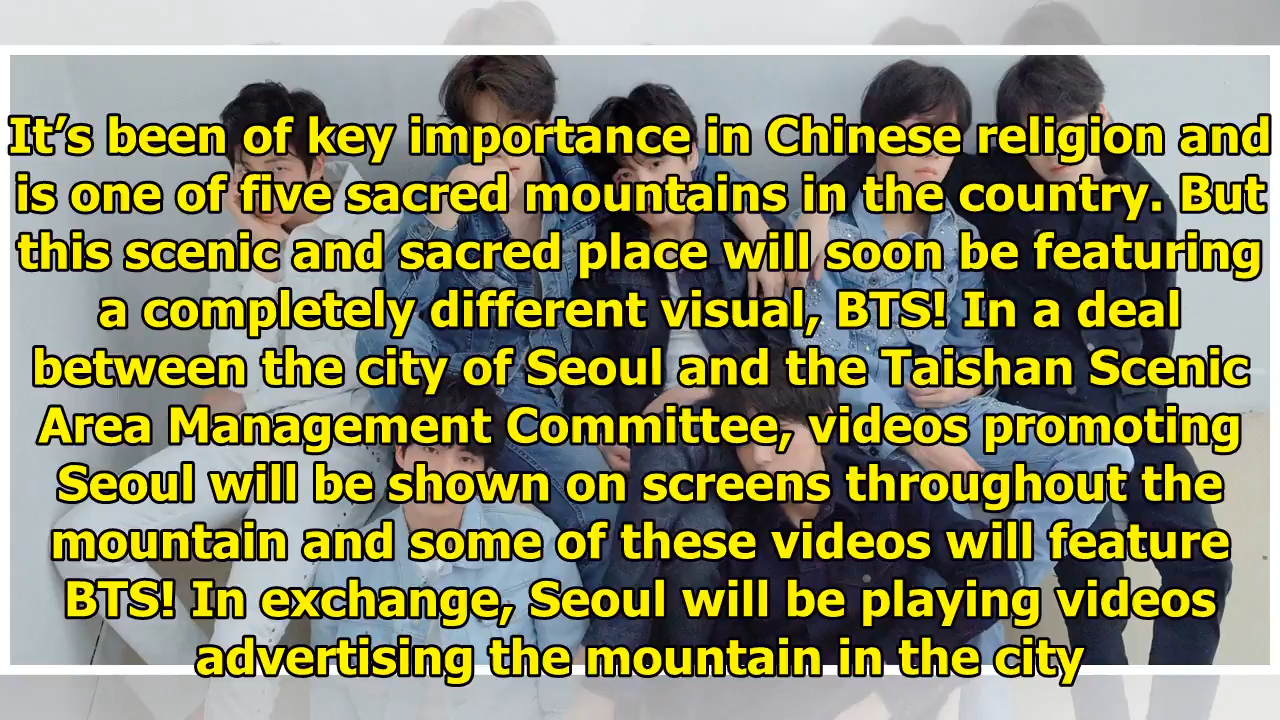 It’s been of key importance in Chinese religion and
is one of five sacred mountains in the country. But
this scenic and sacred place will soon be featuring
a completely different visual, BTS! In a deal
between the city of Seoul and the Taishan Scenic
Area Management Committee, videos promoting
Seoul will be shown on screens throughout the
mountain and some of these videos will feature
BTS! In exchange, Seoul will be playing videos
advertising the mountain in the city